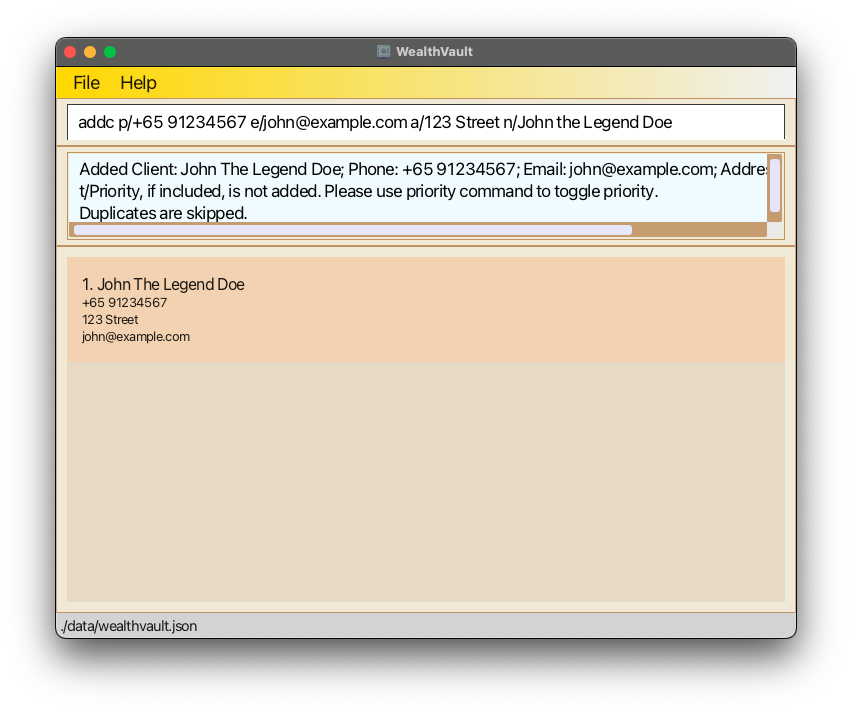 WealthVault
File Help
addc p/+65 91234567 e/john@example.com a/123 Street n/John the Legend Doe
Added Client: John The Legend Doe; Phone: +65 91234567; Email: john@example.com;
t/Priority, if included, is not added. Please use priority command to toggle priority.
Duplicates are skipped.
1. John The Legend Doe
+65 91234567
123 Street
john@example.com
./data/wealthvault.json